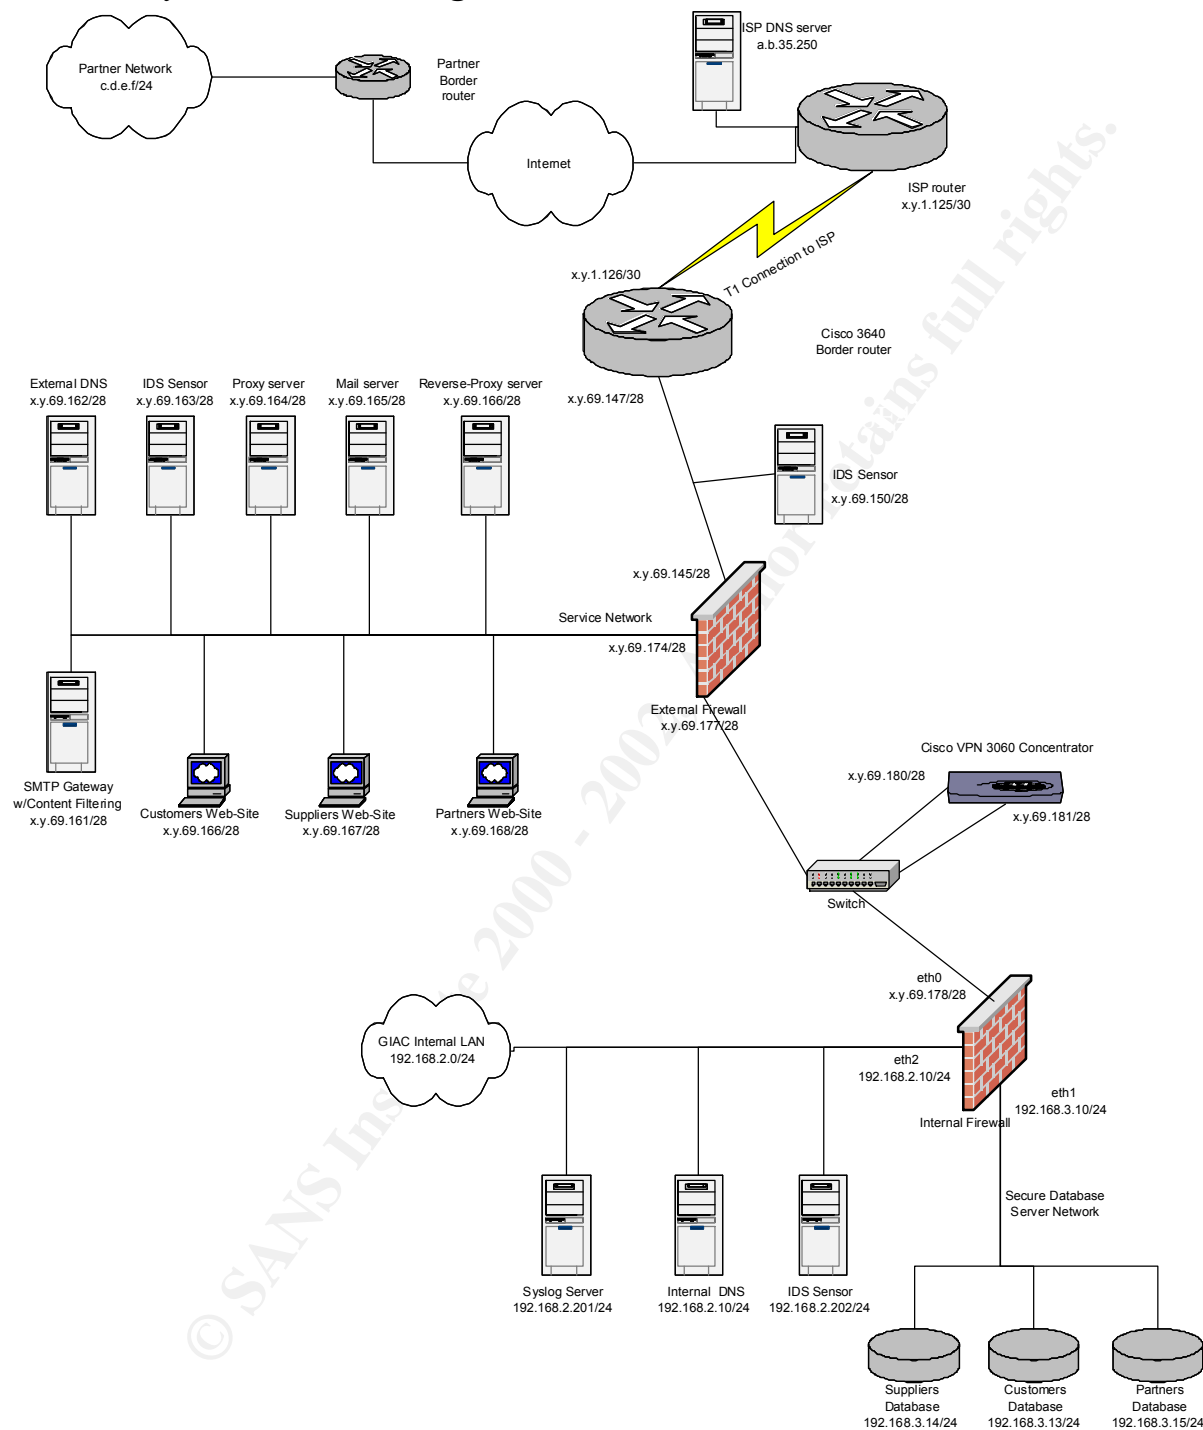 ISP DNS server
a.b.35.250
Partner Network
c.d.e.f/24
Partner
Border
router
Internet
ISP router
x.y.1.125/30
T1 Connection to ISP
x.y.1.126/30
Cisco 3640
Border router
x.y.69.147/28
External DNS
x.y.69.162/28
IDS Sensor
x.y.69.163/28
Proxy server
x.y.69.164/28
Mail server
x.y.69.165/28
Reverse-Proxy server
x.y.69.166/28
IDS Sensor
x.y.69.150/28
x.y.69.145/28
Service Network
x.y.69.174/28
External Firewall
x.y.69.177/28
SMTP Gateway
w/Content Filtering
x.y.69.161/28
Customers Web-Site
x.y.69.166/28
Suppliers Web-Site
x.y.69.167/28
Partners Web-Site
x.y.69.168/28
Cisco VPN 3060 Concentrator
x.y.69.180/28
x.y.69.181/28
Switch
eth0
x.y.69.178/28
GIAC Internal LAN
192.168.2.0/24
eth2
192.168.2.10/24
eth1
192.168.3.10/24
Internal Firewall
Secure Database
Server Network
Syslog Server
192.168.2.201/24
Internal DNS
192.168.2.10/24
IDS Sensor
192.168.2.202/24
Suppliers
Database
192.168.3.14/24
Customers
Database
192.168.3.13/24
Partners
Database
192.168.3.15/24
© SANS Institute 2000 - 2002, Author retains full rights.